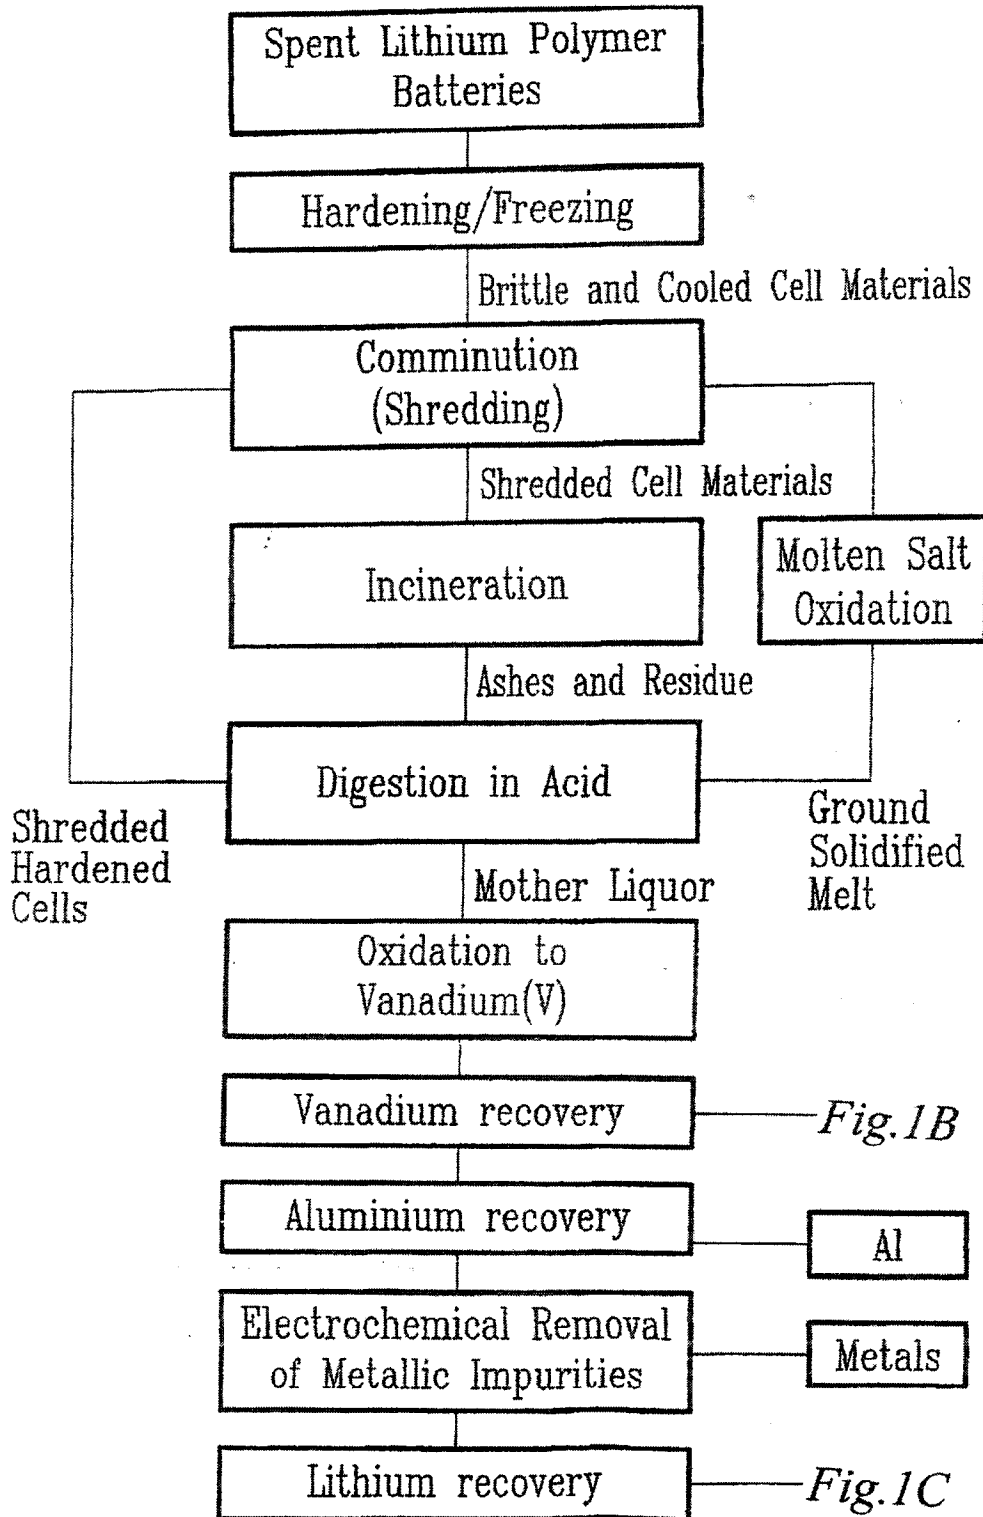 Spent Lithium Polymer
Batteries
Hardening/Freezing
Brittle and Cooled Cell Materials
Comminution
(Shredding)
Shredded Cell Materials
Incineration
Molten Salt
Oxidation
Ashes and Residue
Digestion in Acid
Shredded
Hardened
Cells
Ground
Solidified
Melt
Mother Liquor
Oxidation to
Vanadium(V)
Vanadium recovery
Fig.1B
Aluminium recovery
Al
Electrochemical Removal
of Metallic Impurities
Metals
Lithium recovery
Fig.1C